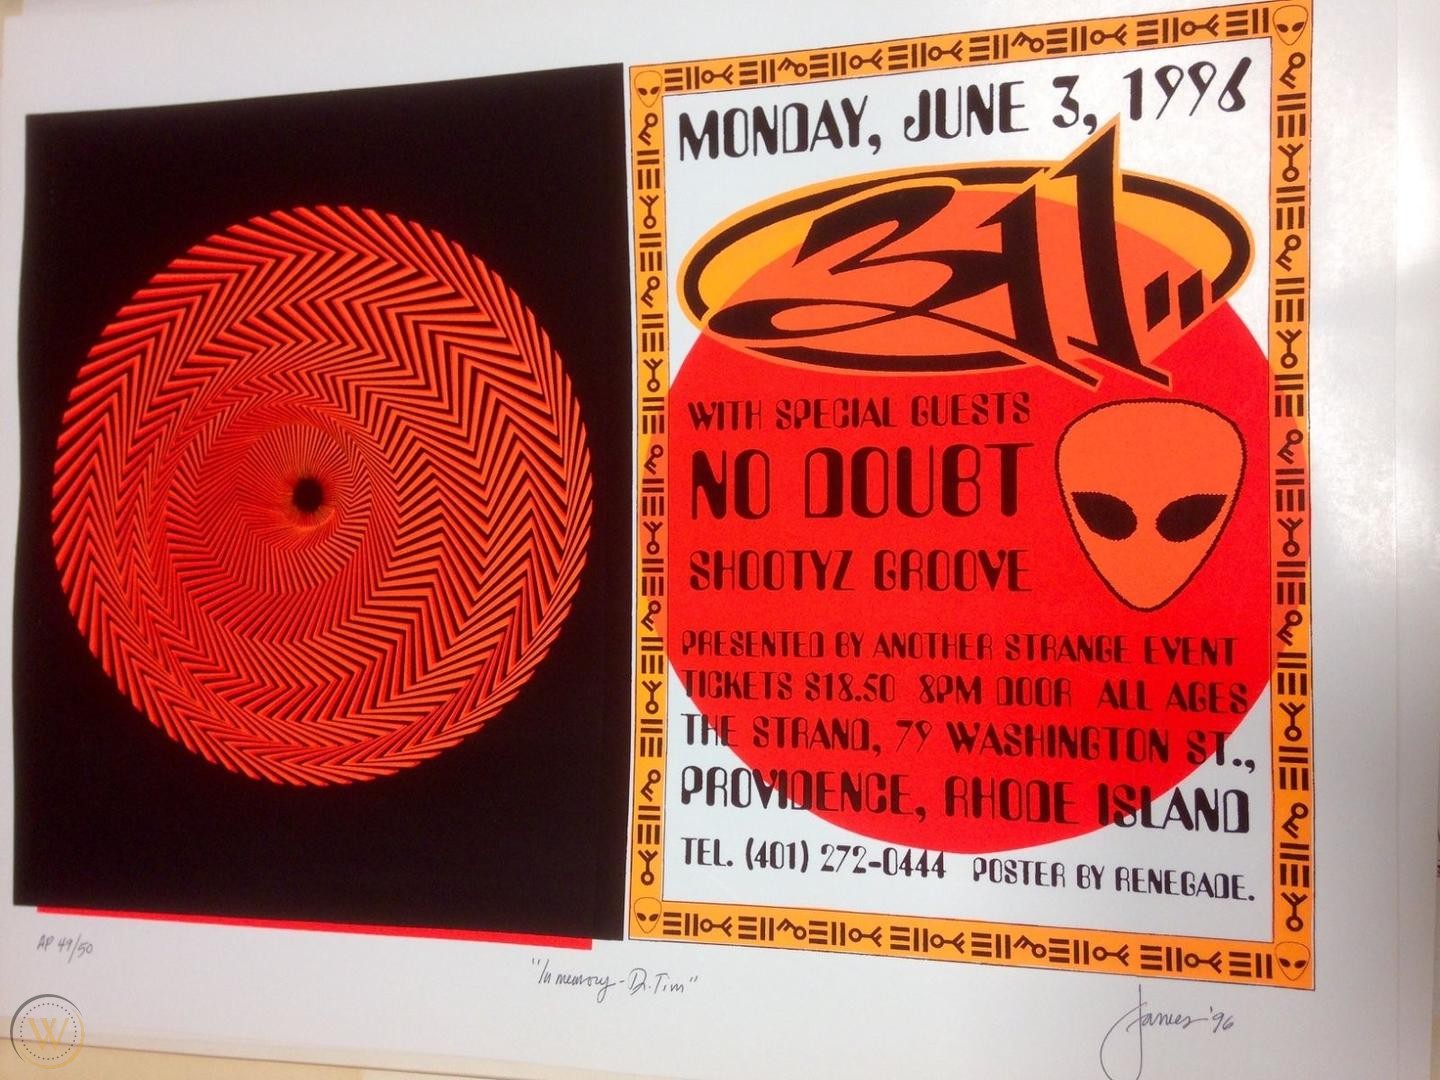 MONDAY, JUNE 3, 1996
311
WITH SPECIAL GUESTS
NO DOUBT
SHOOTYZ GROOVE
PRESENTED BY ANOTHER STRANGE EVENT
TICKETS $18.50 8PM DOOR ALL AGES
THE STRAND, 79 WASHINGTON ST.,
PROVIDENCE, RHODE ISLAND
TEL. (401) 272-0444 POSTER BY RENEGADE.
AP 49/50
"In memory - Dr. Tim"
James '96
W